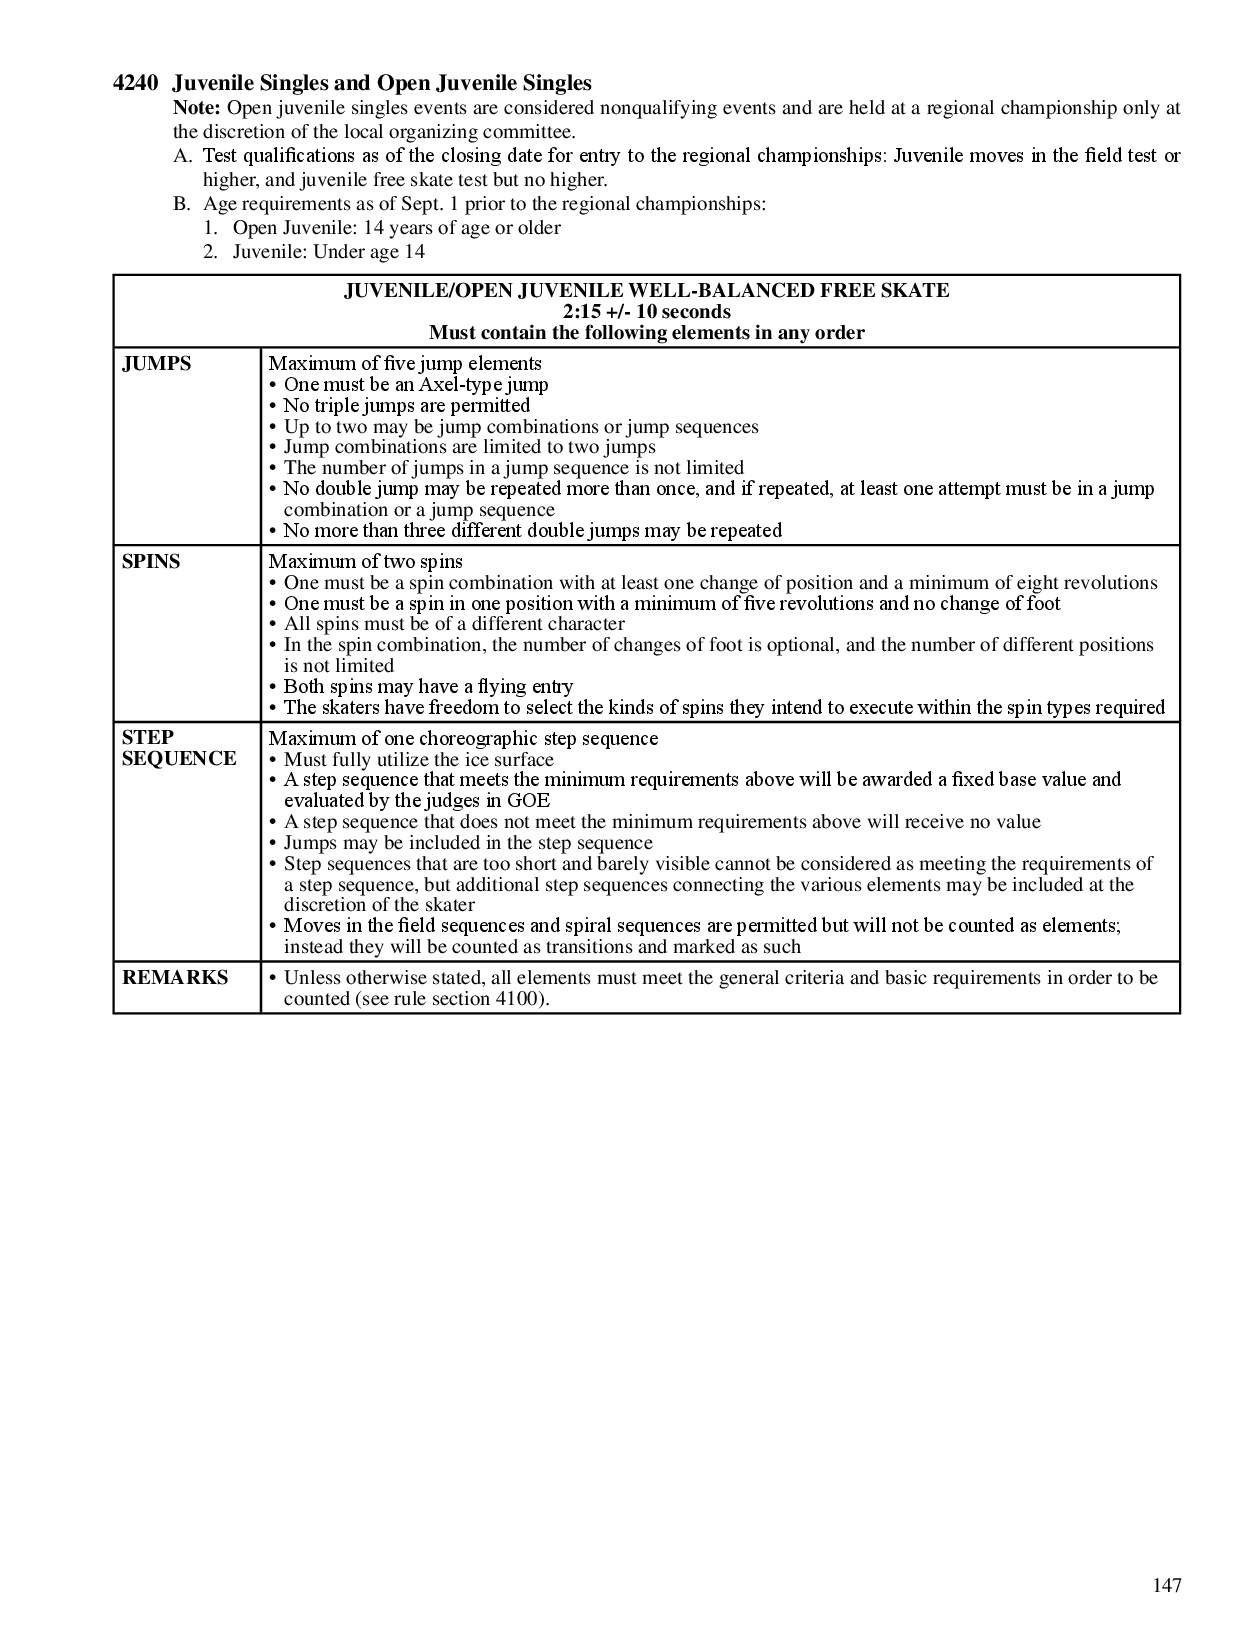 4240 Juvenile Singles and Open Juvenile Singles
Note: Open juvenile singles events are considered nonqualifying events and are held at a regional championship only at
the discretion of the local organizing committee.
A. Test qualifications as of the closing date for entry to the regional championships: Juvenile moves in the field test or
higher, and juvenile free skate test but no higher.
B. Age requirements as of Sept. 1 prior to the regional championships:
1. Open Juvenile: 14 years of age or older
2. Juvenile: Under age 14
JUVENILE/OPEN JUVENILE WELL-BALANCED FREE SKATE
2:15 +/- 10 seconds
Must contain the following elements in any order
JUMPS
Maximum of five jump elements
• One must be an Axel-type jump
• No triple jumps are permitted
• Up to two may be jump combinations or jump sequences
• Jump combinations are limited to two jumps
• The number of jumps in a jump sequence is not limited
• No double jump may be repeated more than once, and if repeated, at least one attempt must be in a jump
combination or a jump sequence
• No more than three different double jumps may be repeated
SPINS
Maximum of two spins
• One must be a spin combination with at least one change of position and a minimum of eight revolutions
• One must be a spin in one position with a minimum of five revolutions and no change of foot
• All spins must be of a different character
• In the spin combination, the number of changes of foot is optional, and the number of different positions
is not limited
• Both spins may have a flying entry
• The skaters have freedom to select the kinds of spins they intend to execute within the spin types required
STEP
SEQUENCE
Maximum of one choreographic step sequence
• Must fully utilize the ice surface
• A step sequence that meets the minimum requirements above will be awarded a fixed base value and
evaluated by the judges in GOE
• A step sequence that does not meet the minimum requirements above will receive no value
• Jumps may be included in the step sequence
• Step sequences that are too short and barely visible cannot be considered as meeting the requirements of
a step sequence, but additional step sequences connecting the various elements may be included at the
discretion of the skater
• Moves in the field sequences and spiral sequences are permitted but will not be counted as elements;
instead they will be counted as transitions and marked as such
REMARKS
• Unless otherwise stated, all elements must meet the general criteria and basic requirements in order to be
counted (see rule section 4100).
147